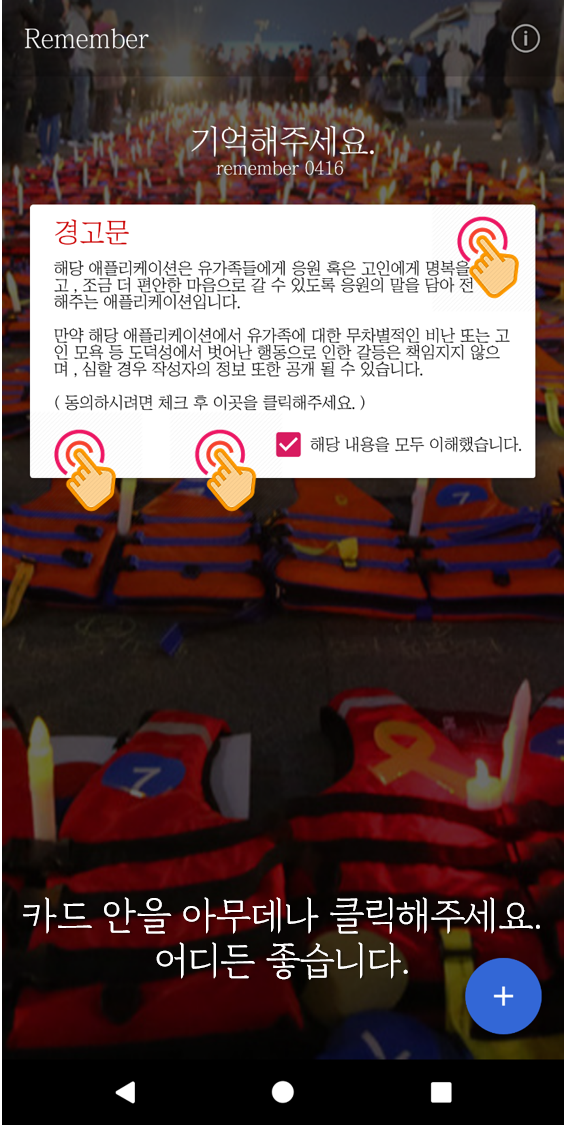 Remember
기억해주세요.
remember 0416
경고문
해당 애플리케이션은 유가족들에게 응원 혹은 고인에게 명복을
고 , 조금 더 편안한 마음으로 갈 수 있도록 응원의 말을 담아 전
해주는 애플리케이션입니다.
만약 해당 애플리케이션에서 유가족에 대한 무차별적인 비난 또는 고
인 모욕 등 도덕성에서 벗어난 행동으로 인한 갈등은 책임지지 않으
며 , 심할 경우 작성자의 정보 또한 공개 될 수 있습니다.
( 동의하시려면 체크 후 이곳을 클릭해주세요. )
해당 내용을 모두 이해했습니다.
카드 안을 아무데나 클릭해주세요.
어디든 좋습니다.